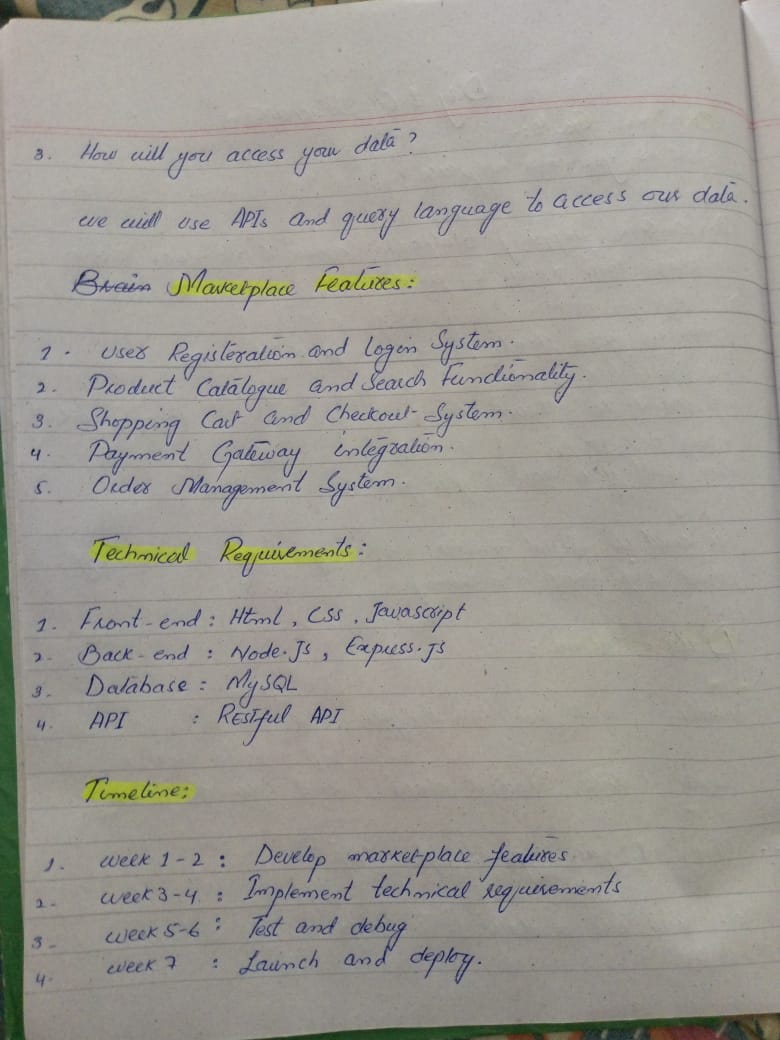 3. How will you access your data?
we will use APIs and query language to access our data.
Brain Marketplace Features:
1. User Registeration and login System.
2. Product Catalogue and Search Functionality.
3. Shopping Cart and Checkout System.
4. Payment Gateway integration.
5. Order Management System.
Technical Requirements:
1. Front-end : Html, Css, Javascript
2. Back-end : Node.Js, Express.js
3. Database : MySQL
4. API : RESTful API
Timeline:
1. week 1-2 : Develop marketplace features
2. week 3-4 : Implement technical requirements
3. week 5-6 : Test and debug
4. week 7 : Launch and deploy.